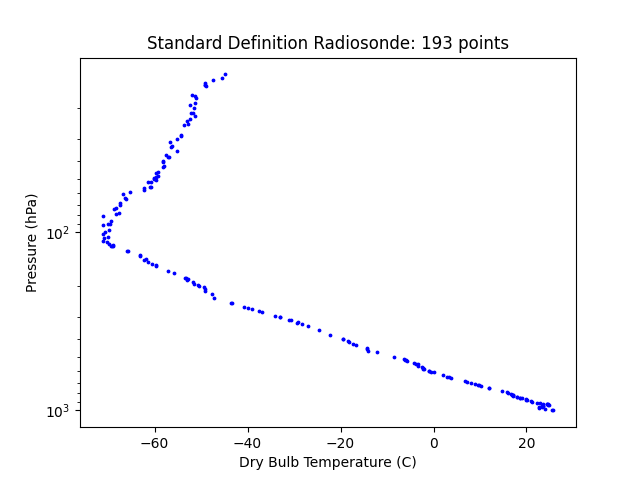 Standard Definition Radiosonde: 193 points
Pressure (hPa)
10²
10³
−60
−40
−20
0
20
Dry Bulb Temperature (C)